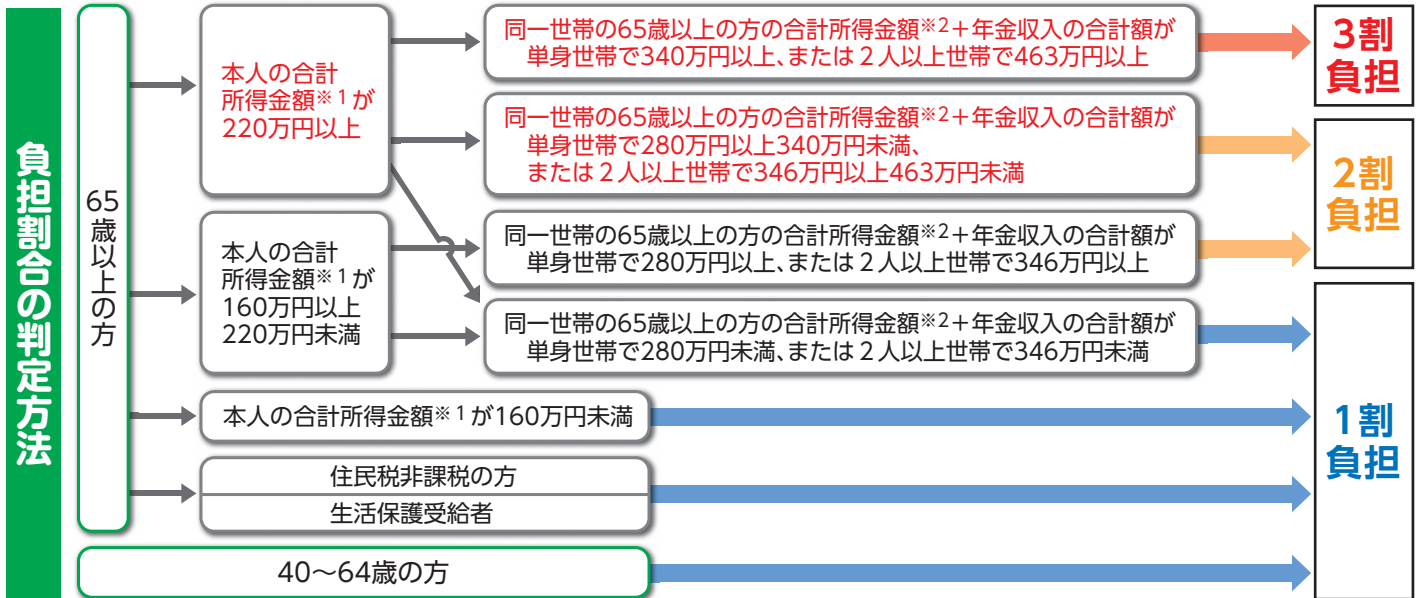 負担割合の判定方法
65歳以上の方
本人の合計
所得金額※1が
220万円以上
同一世帯の65歳以上の方の合計所得金額※2+年金収入の合計額が
単身世帯で340万円以上、または2人以上世帯で463万円以上
3割
負担
同一世帯の65歳以上の方の合計所得金額※2+年金収入の合計額が
単身世帯で280万円以上340万円未満、
または2人以上世帯で346万円以上463万円未満
2割
負担
本人の合計
所得金額※1が
160万円以上
220万円未満
同一世帯の65歳以上の方の合計所得金額※2+年金収入の合計額が
単身世帯で280万円以上、または2人以上世帯で346万円以上
同一世帯の65歳以上の方の合計所得金額※2+年金収入の合計額が
単身世帯で280万円未満、または2人以上世帯で346万円未満
1割
負担
本人の合計所得金額※1が160万円未満
住民税非課税の方
生活保護受給者
40〜64歳の方